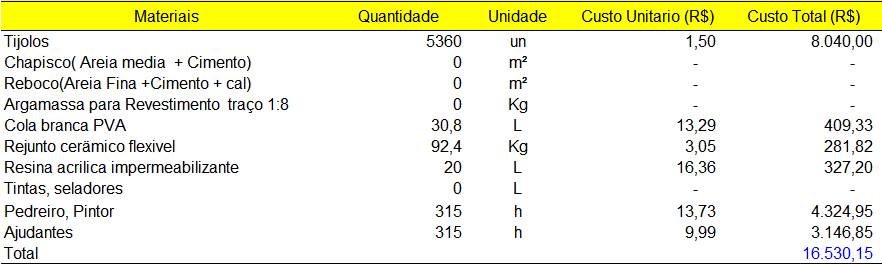 Materiais Quantidade Unidade Custo Unitario (R$) Custo Total (R$)
Tijolos 5360 un 1,50 8.040,00
Chapisco( Areia media + Cimento) 0 m² - -
Reboco(Areia Fina +Cimento + cal) 0 m² - -
Argamassa para Revestimento traço 1:8 0 Kg - -
Cola branca PVA 30,8 L 13,29 409,33
Rejunto cerämico flexivel 92,4 Kg 3,05 281,82
Resina acrilica impermeabilizante 20 L 16,36 327,20
Tintas, seladores 0 L - -
Pedreiro, Pintor 315 h 13,73 4.324,95
Ajudantes 315 h 9,99 3.146,85
Total 16.530,15